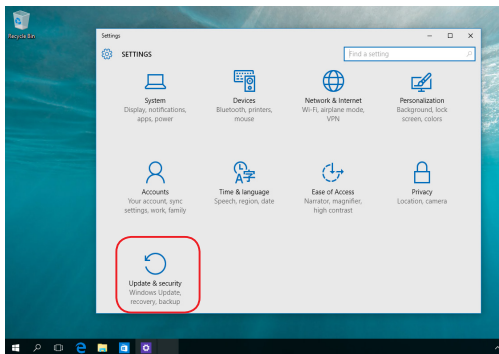 Recycle Bin
Settings
SETTINGS
Find a setting
System
Display, notifications,
apps, power
Devices
Bluetooth, printers,
mouse
Network & Internet
Wi-Fi, airplane mode,
VPN
Personalization
Background, lock
screen, colors
Accounts
Your account, sync
settings, work, family
Time & language
Speech, region, date
Ease of Access
Narrator, magnifier,
high contrast
Privacy
Location, camera
Update & security
Windows Update,
recovery, backup